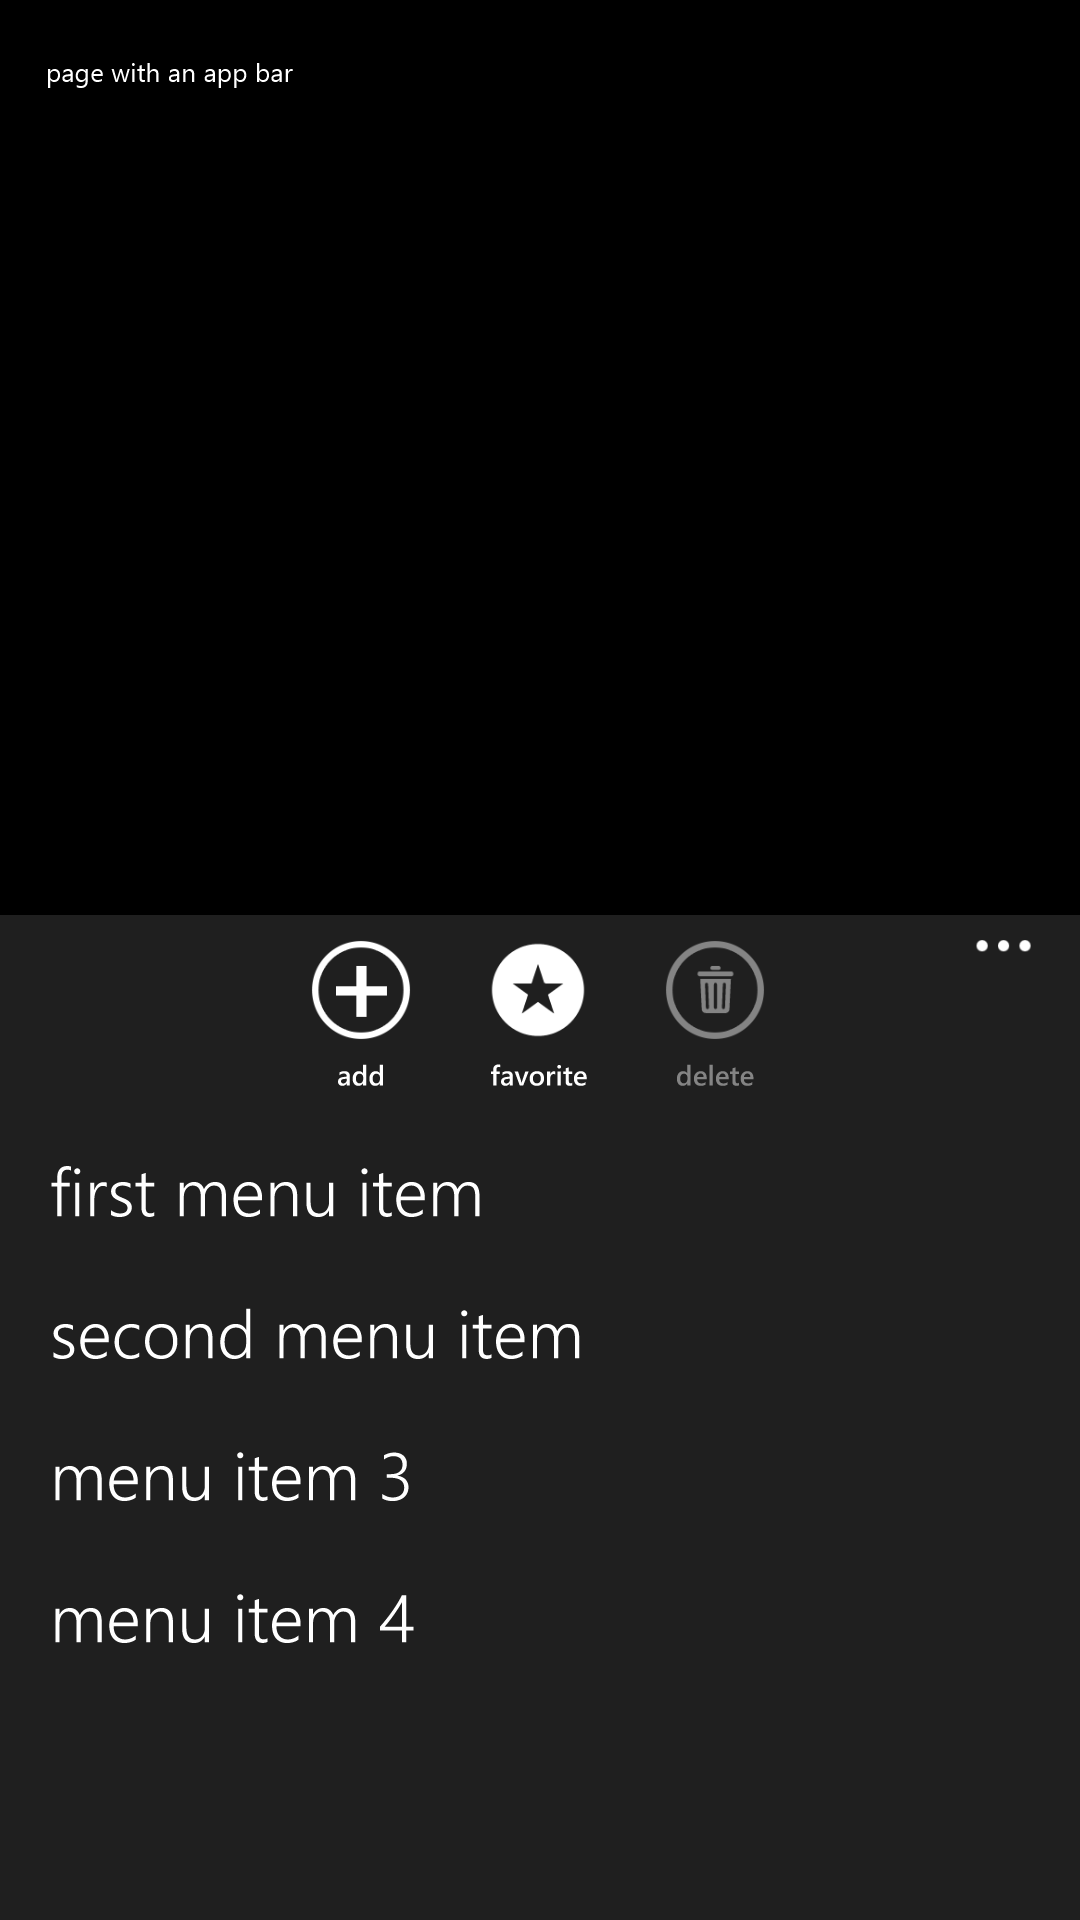 page with an app bar
add favorite delete
first menu item
second menu item
menu item 3
menu item 4